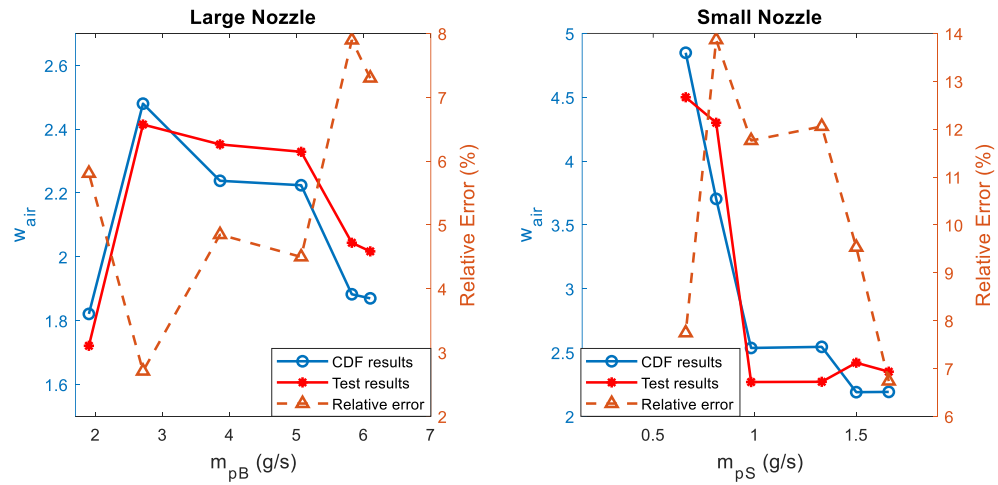 Large Nozzle
w_air
2.6
2.4
2.2
2
1.8
1.6
8
7
6
5
4
3
2
Relative Error (%)
CDF results
Test results
Relative error
2 3 4 5 6 7
m_pB (g/s)
Small Nozzle
w_air
5
4.5
4
3.5
3
2.5
2
14
13
12
11
10
9
8
7
6
Relative Error (%)
CDF results
Test results
Relative error
0.5 1 1.5
m_pS (g/s)